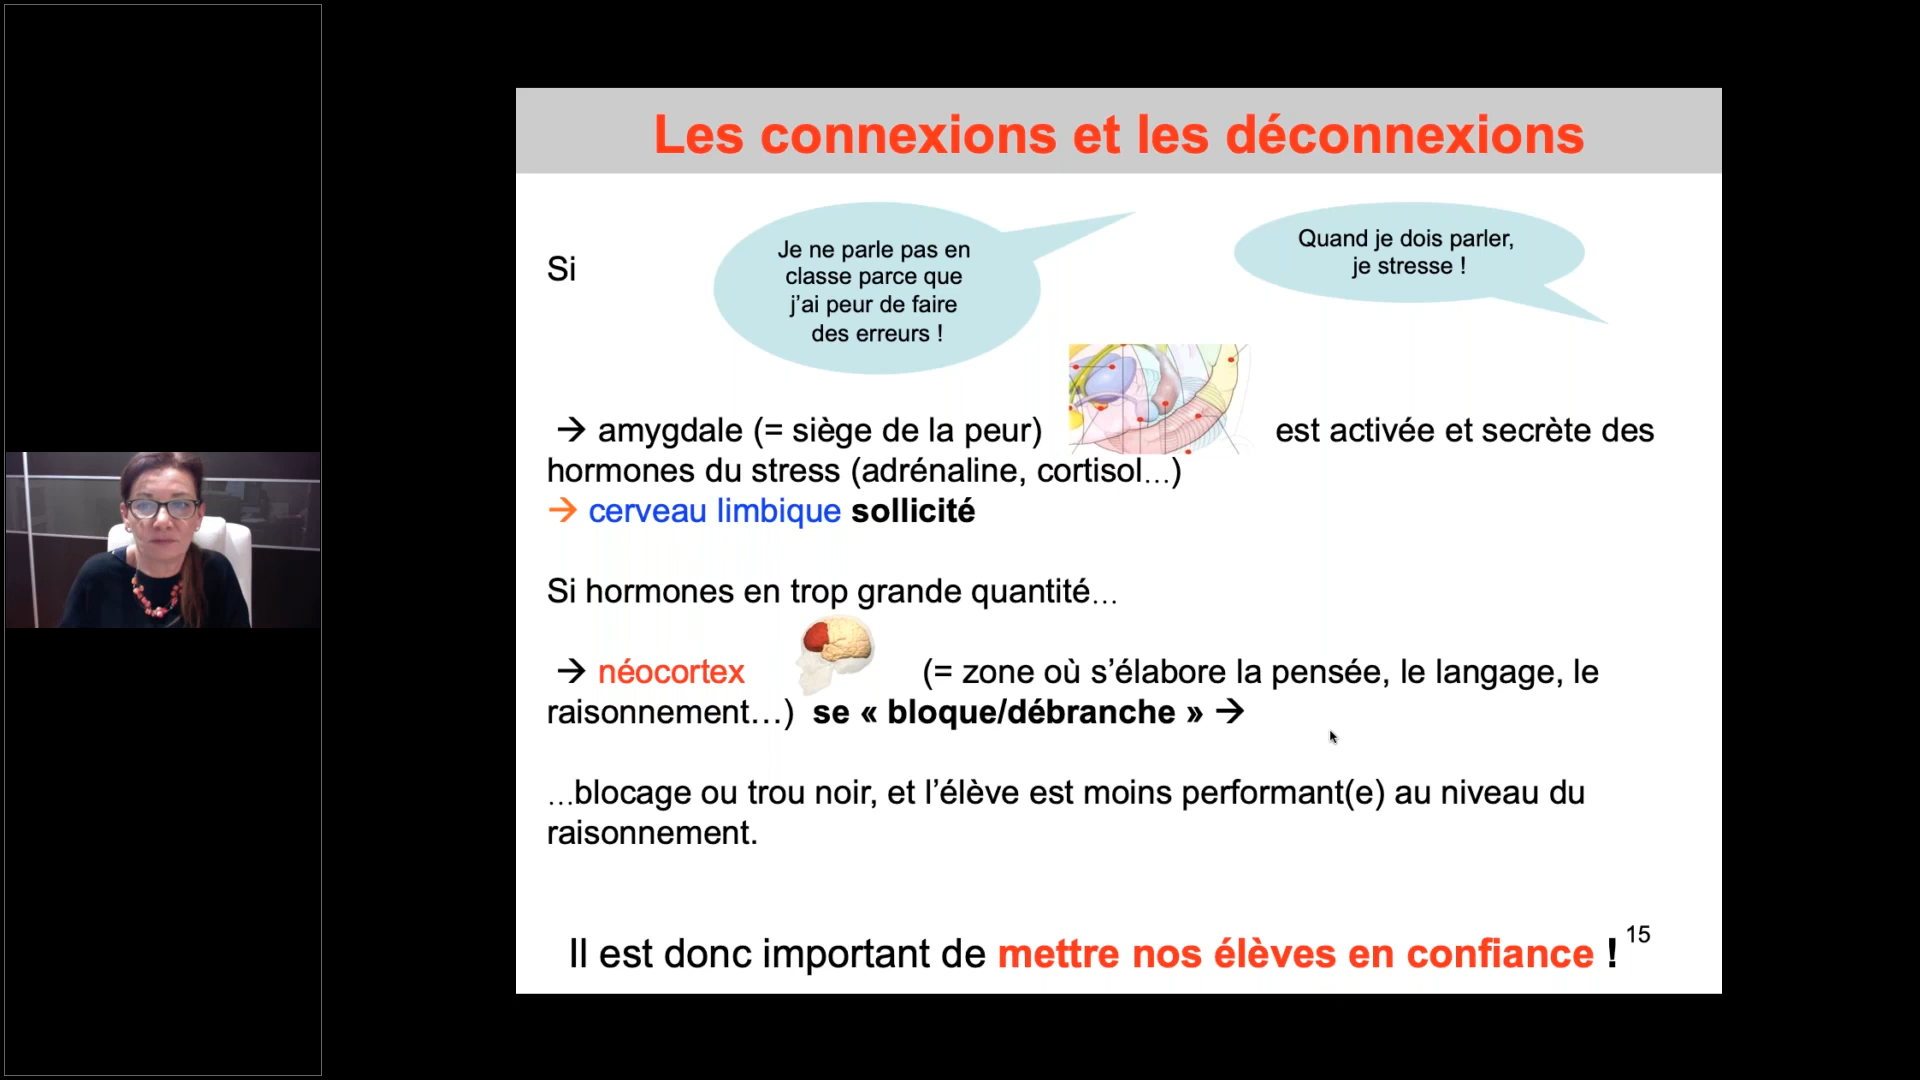 Les connexions et les déconnexions
Si
Je ne parle pas en
classe parce que
j’ai peur de faire
des erreurs !
Quand je dois parler,
je stresse !
→ amygdale (= siège de la peur) est activée et secrète des
hormones du stress (adrénaline, cortisol…)
→ cerveau limbique sollicité
Si hormones en trop grande quantité…
→ néocortex (= zone où s’élabore la pensée, le langage, le
raisonnement…) se « bloque/débranche » →
…blocage ou trou noir, et l’élève est moins performant(e) au niveau du
raisonnement.
Il est donc important de mettre nos élèves en confiance !
15